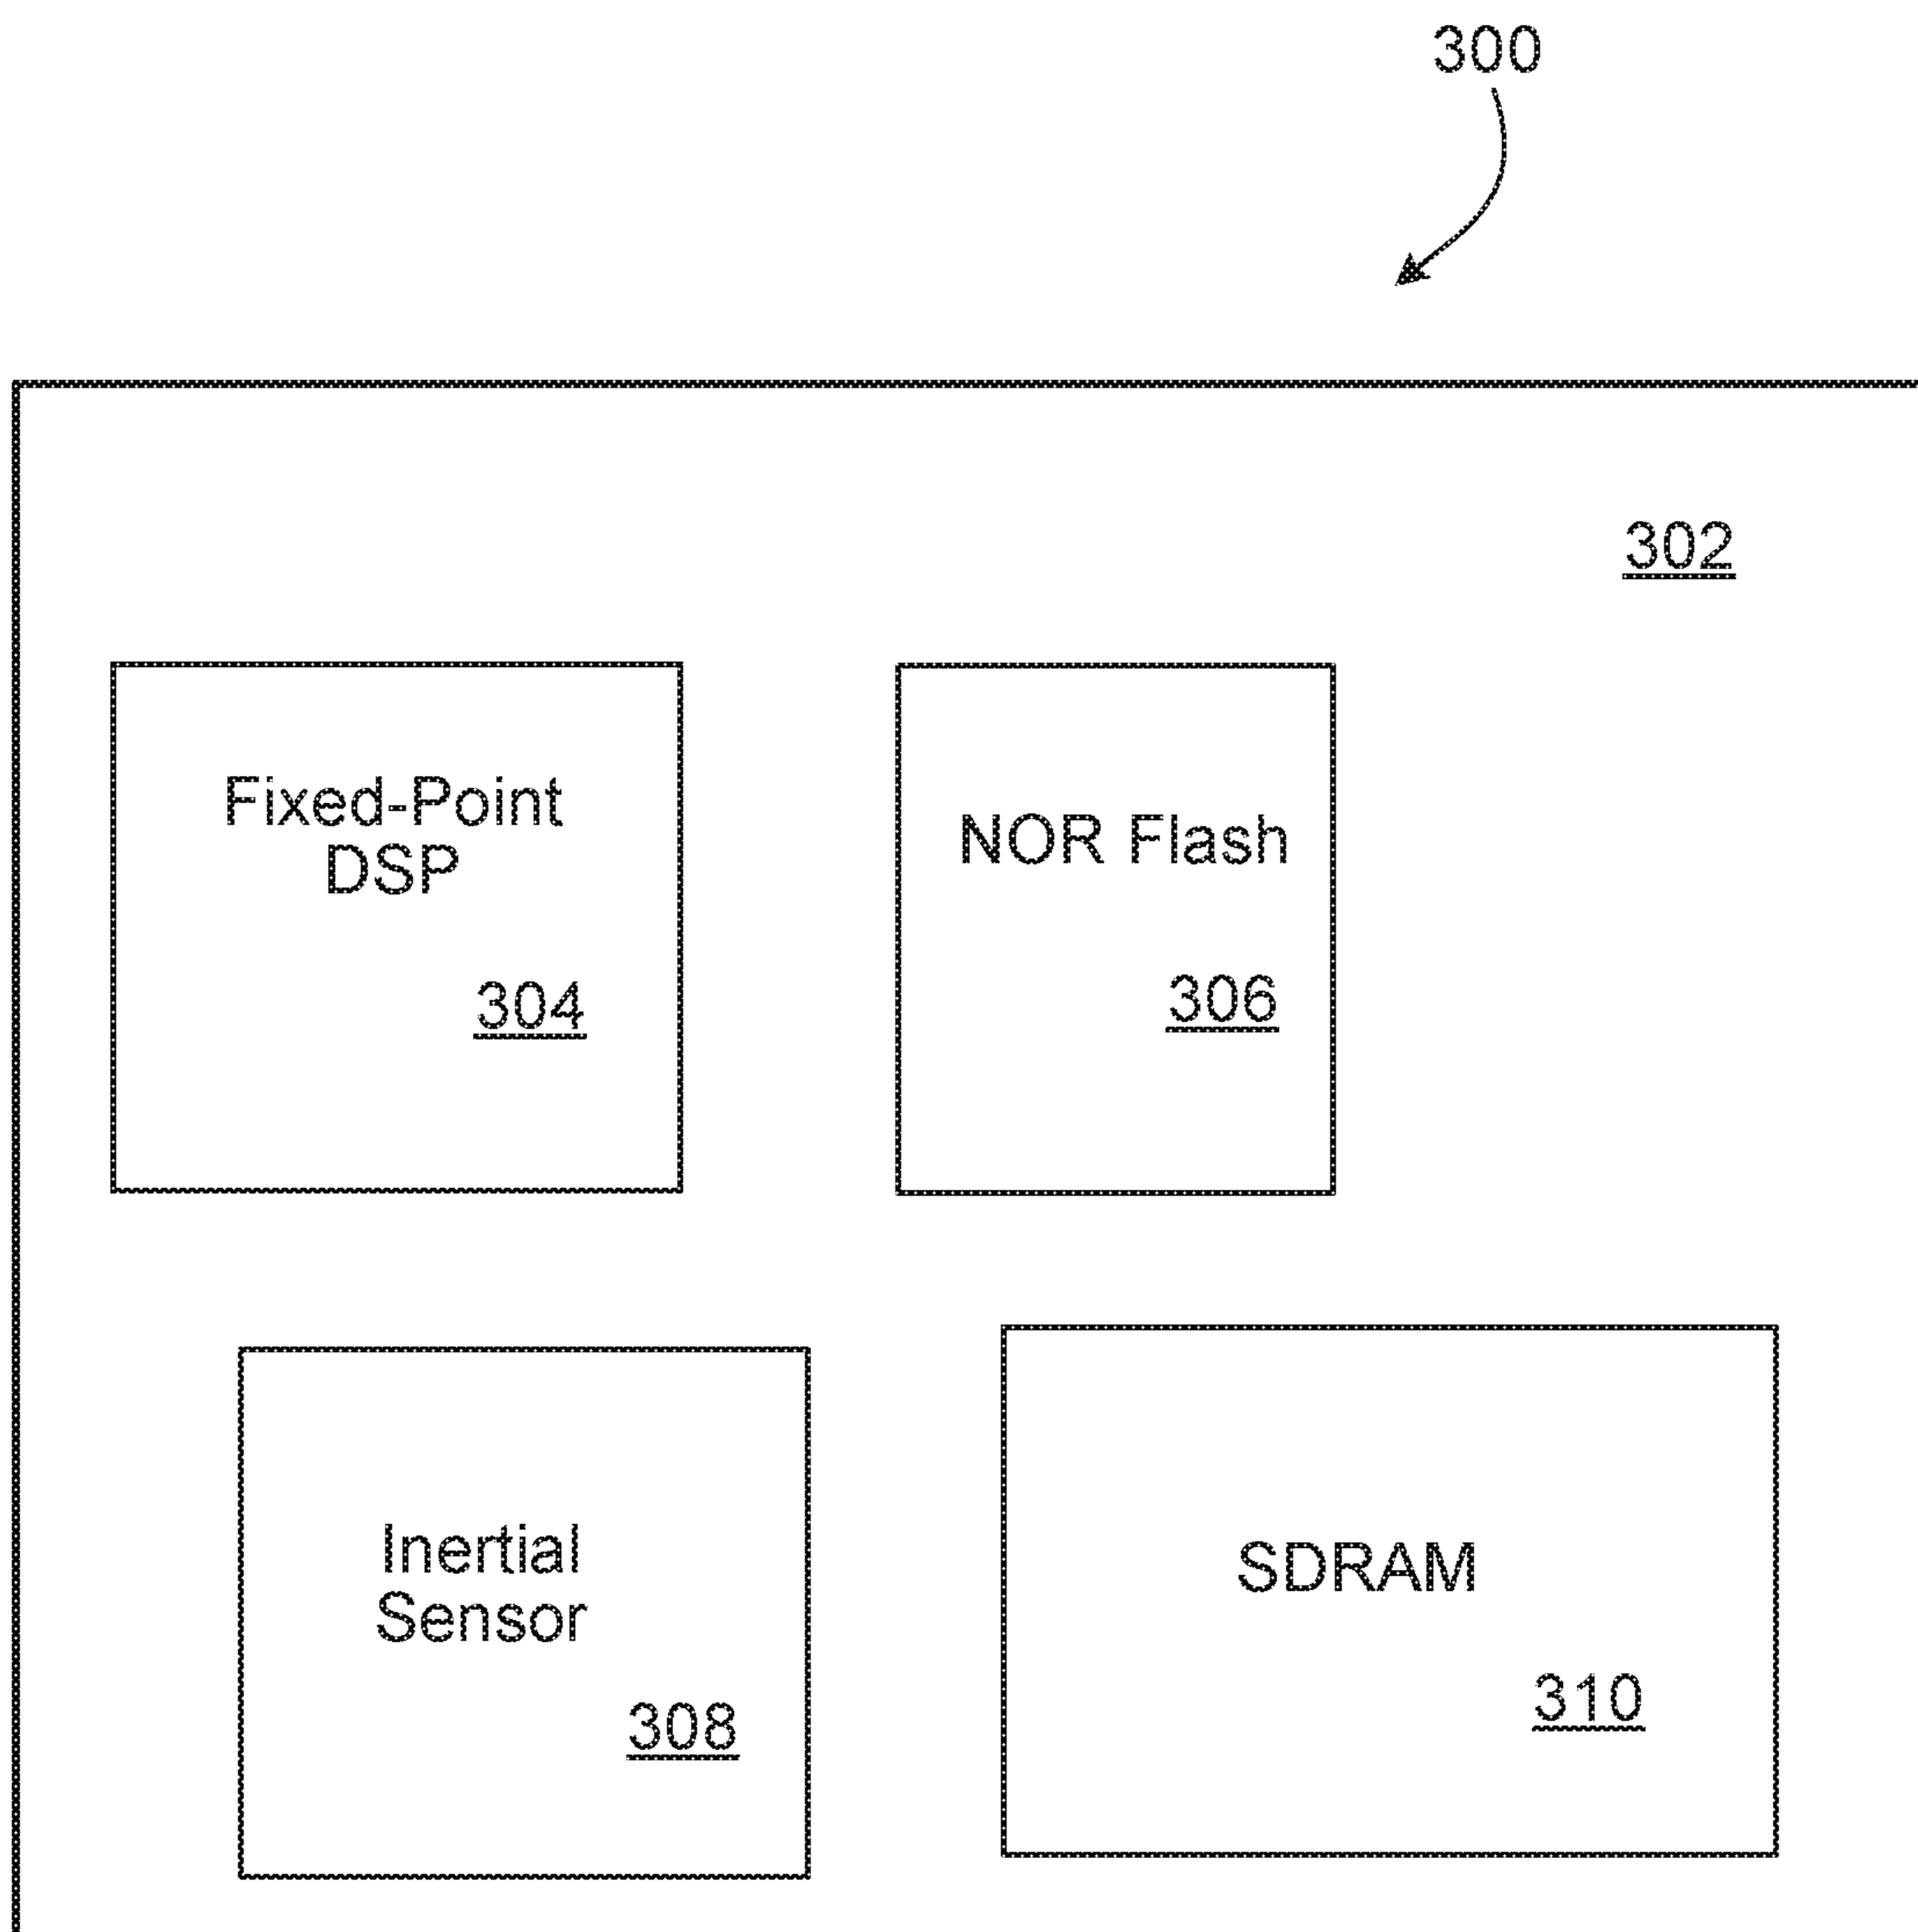 300
302
Fixed-Point
DSP
304
NOR Flash
306
Inertial
Sensor
308
SDRAM
310